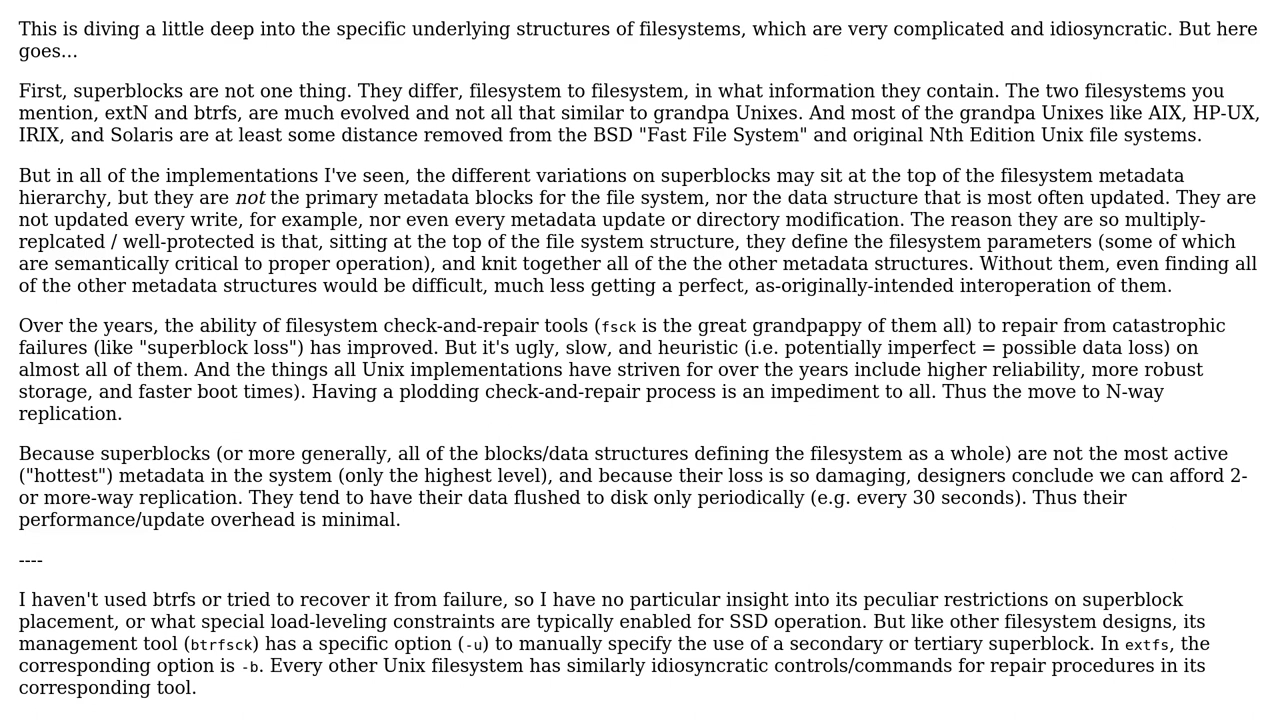 This is diving a little deep into the specific underlying structures of filesystems, which are very complicated and idiosyncratic. But here
goes...
First, superblocks are not one thing. They differ, filesystem to filesystem, in what information they contain. The two filesystems you
mention, extN and btrfs, are much evolved and not all that similar to grandpa Unixes. And most of the grandpa Unixes like AIX, HP-UX,
IRIX, and Solaris are at least some distance removed from the BSD "Fast File System" and original Nth Edition Unix file systems.
But in all of the implementations I've seen, the different variations on superblocks may sit at the top of the filesystem metadata
hierarchy, but they are not the primary metadata blocks for the file system, nor the data structure that is most often updated. They are
not updated every write, for example, nor even every metadata update or directory modification. The reason they are so multiply-
replcated / well-protected is that, sitting at the top of the file system structure, they define the filesystem parameters (some of which
are semantically critical to proper operation), and knit together all of the the other metadata structures. Without them, even finding all
of the other metadata structures would be difficult, much less getting a perfect, as-originally-intended interoperation of them.
Over the years, the ability of filesystem check-and-repair tools (fsck is the great grandpappy of them all) to repair from catastrophic
failures (like "superblock loss") has improved. But it's ugly, slow, and heuristic (i.e. potentially imperfect = possible data loss) on
almost all of them. And the things all Unix implementations have striven for over the years include higher reliability, more robust
storage, and faster boot times). Having a plodding check-and-repair process is an impediment to all. Thus the move to N-way
replication.
Because superblocks (or more generally, all of the blocks/data structures defining the filesystem as a whole) are not the most active
("hottest") metadata in the system (only the highest level), and because their loss is so damaging, designers conclude we can afford 2-
or more-way replication. They tend to have their data flushed to disk only periodically (e.g. every 30 seconds). Thus their
performance/update overhead is minimal.
----
I haven't used btrfs or tried to recover it from failure, so I have no particular insight into its peculiar restrictions on superblock
placement, or what special load-leveling constraints are typically enabled for SSD operation. But like other filesystem designs, its
management tool (btrfsck) has a specific option (-u) to manually specify the use of a secondary or tertiary superblock. In extfs, the
corresponding option is -b. Every other Unix filesystem has similarly idiosyncratic controls/commands for repair procedures in its
corresponding tool.